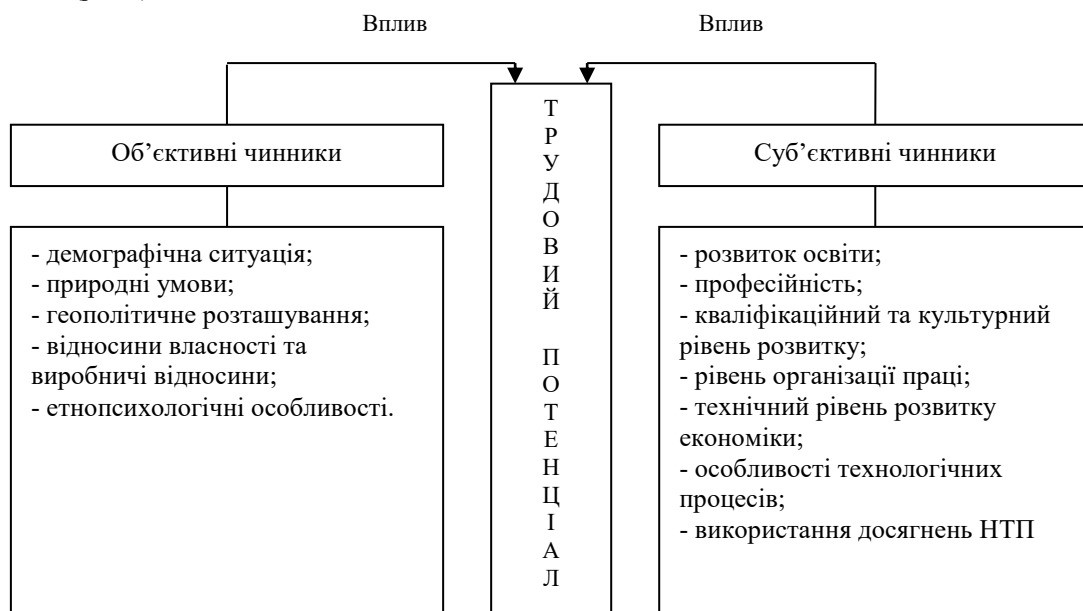 Вплив
Вплив
Об’єктивні чинники
- демографічна ситуація;
- природні умови;
- геополітичне розташування;
- відносини власності та
виробничі відносини;
- етнопсихологічні особливості.
Т
Р
У
Д
О
В
И
Й
П
О
Т
Е
Н
Ц
І
А
Л
Суб’єктивні чинники
- розвиток освіти;
- професійність;
- кваліфікаційний та культурний
рівень розвитку;
- рівень організації праці;
- технічний рівень розвитку
економіки;
- особливості технологічних
процесів;
- використання досягнень НТП